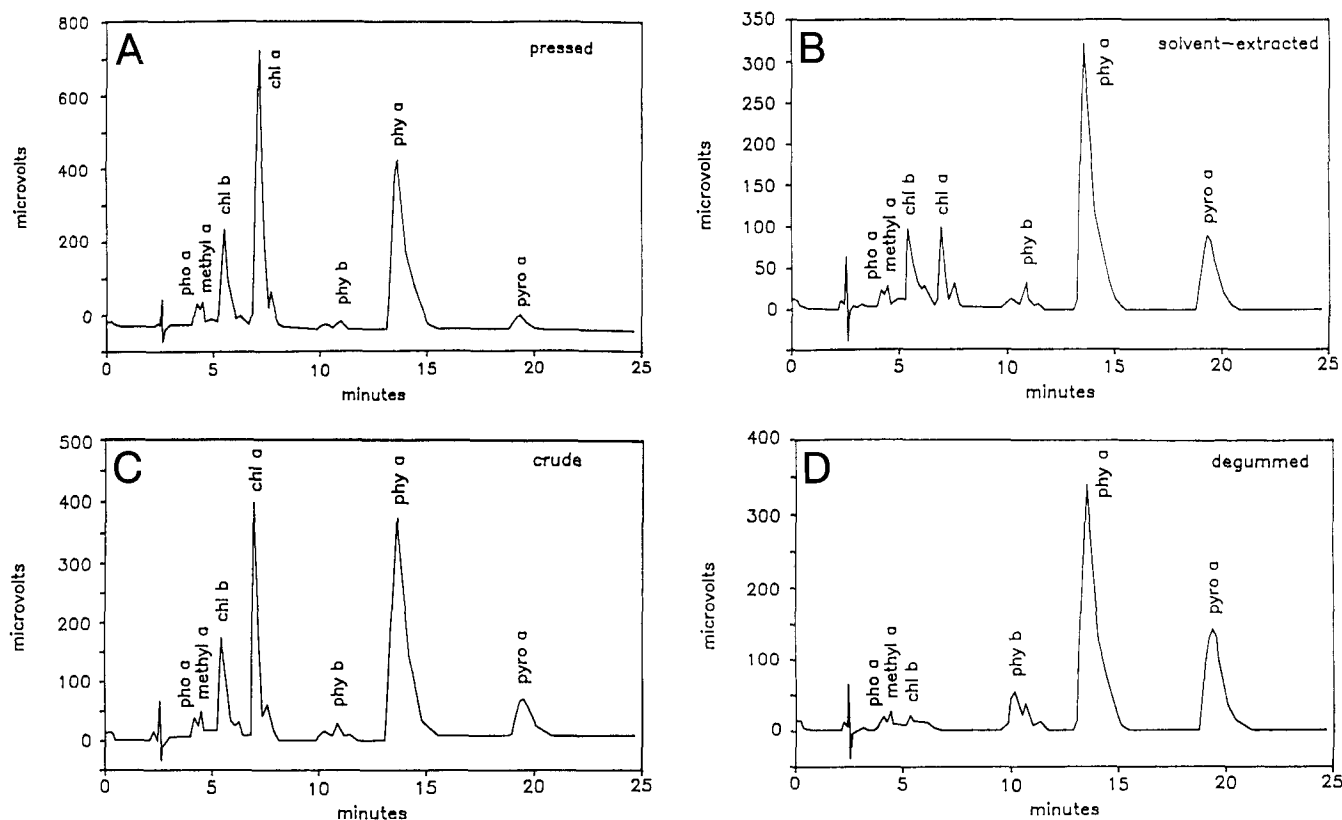 A
pressed
800
600
400
200
0
microvolts
pho a
methyl a
chl b
chl a
phy b
phy a
pyro a
0 5 10 15 20 25
minutes
B
solvent-extracted
350
300
250
200
150
100
50
0
microvolts
pho a
methyl a
chl b
chl a
phy b
phy a
pyro a
0 5 10 15 20 25
minutes
C
crude
500
400
300
200
100
0
microvolts
pho a
methyl a
chl b
chl a
phy b
phy a
pyro a
0 5 10 15 20 25
minutes
D
degummed
400
300
200
100
0
microvolts
pho a
methyl a
chl b
phy b
phy a
pyro a
0 5 10 15 20 25
minutes